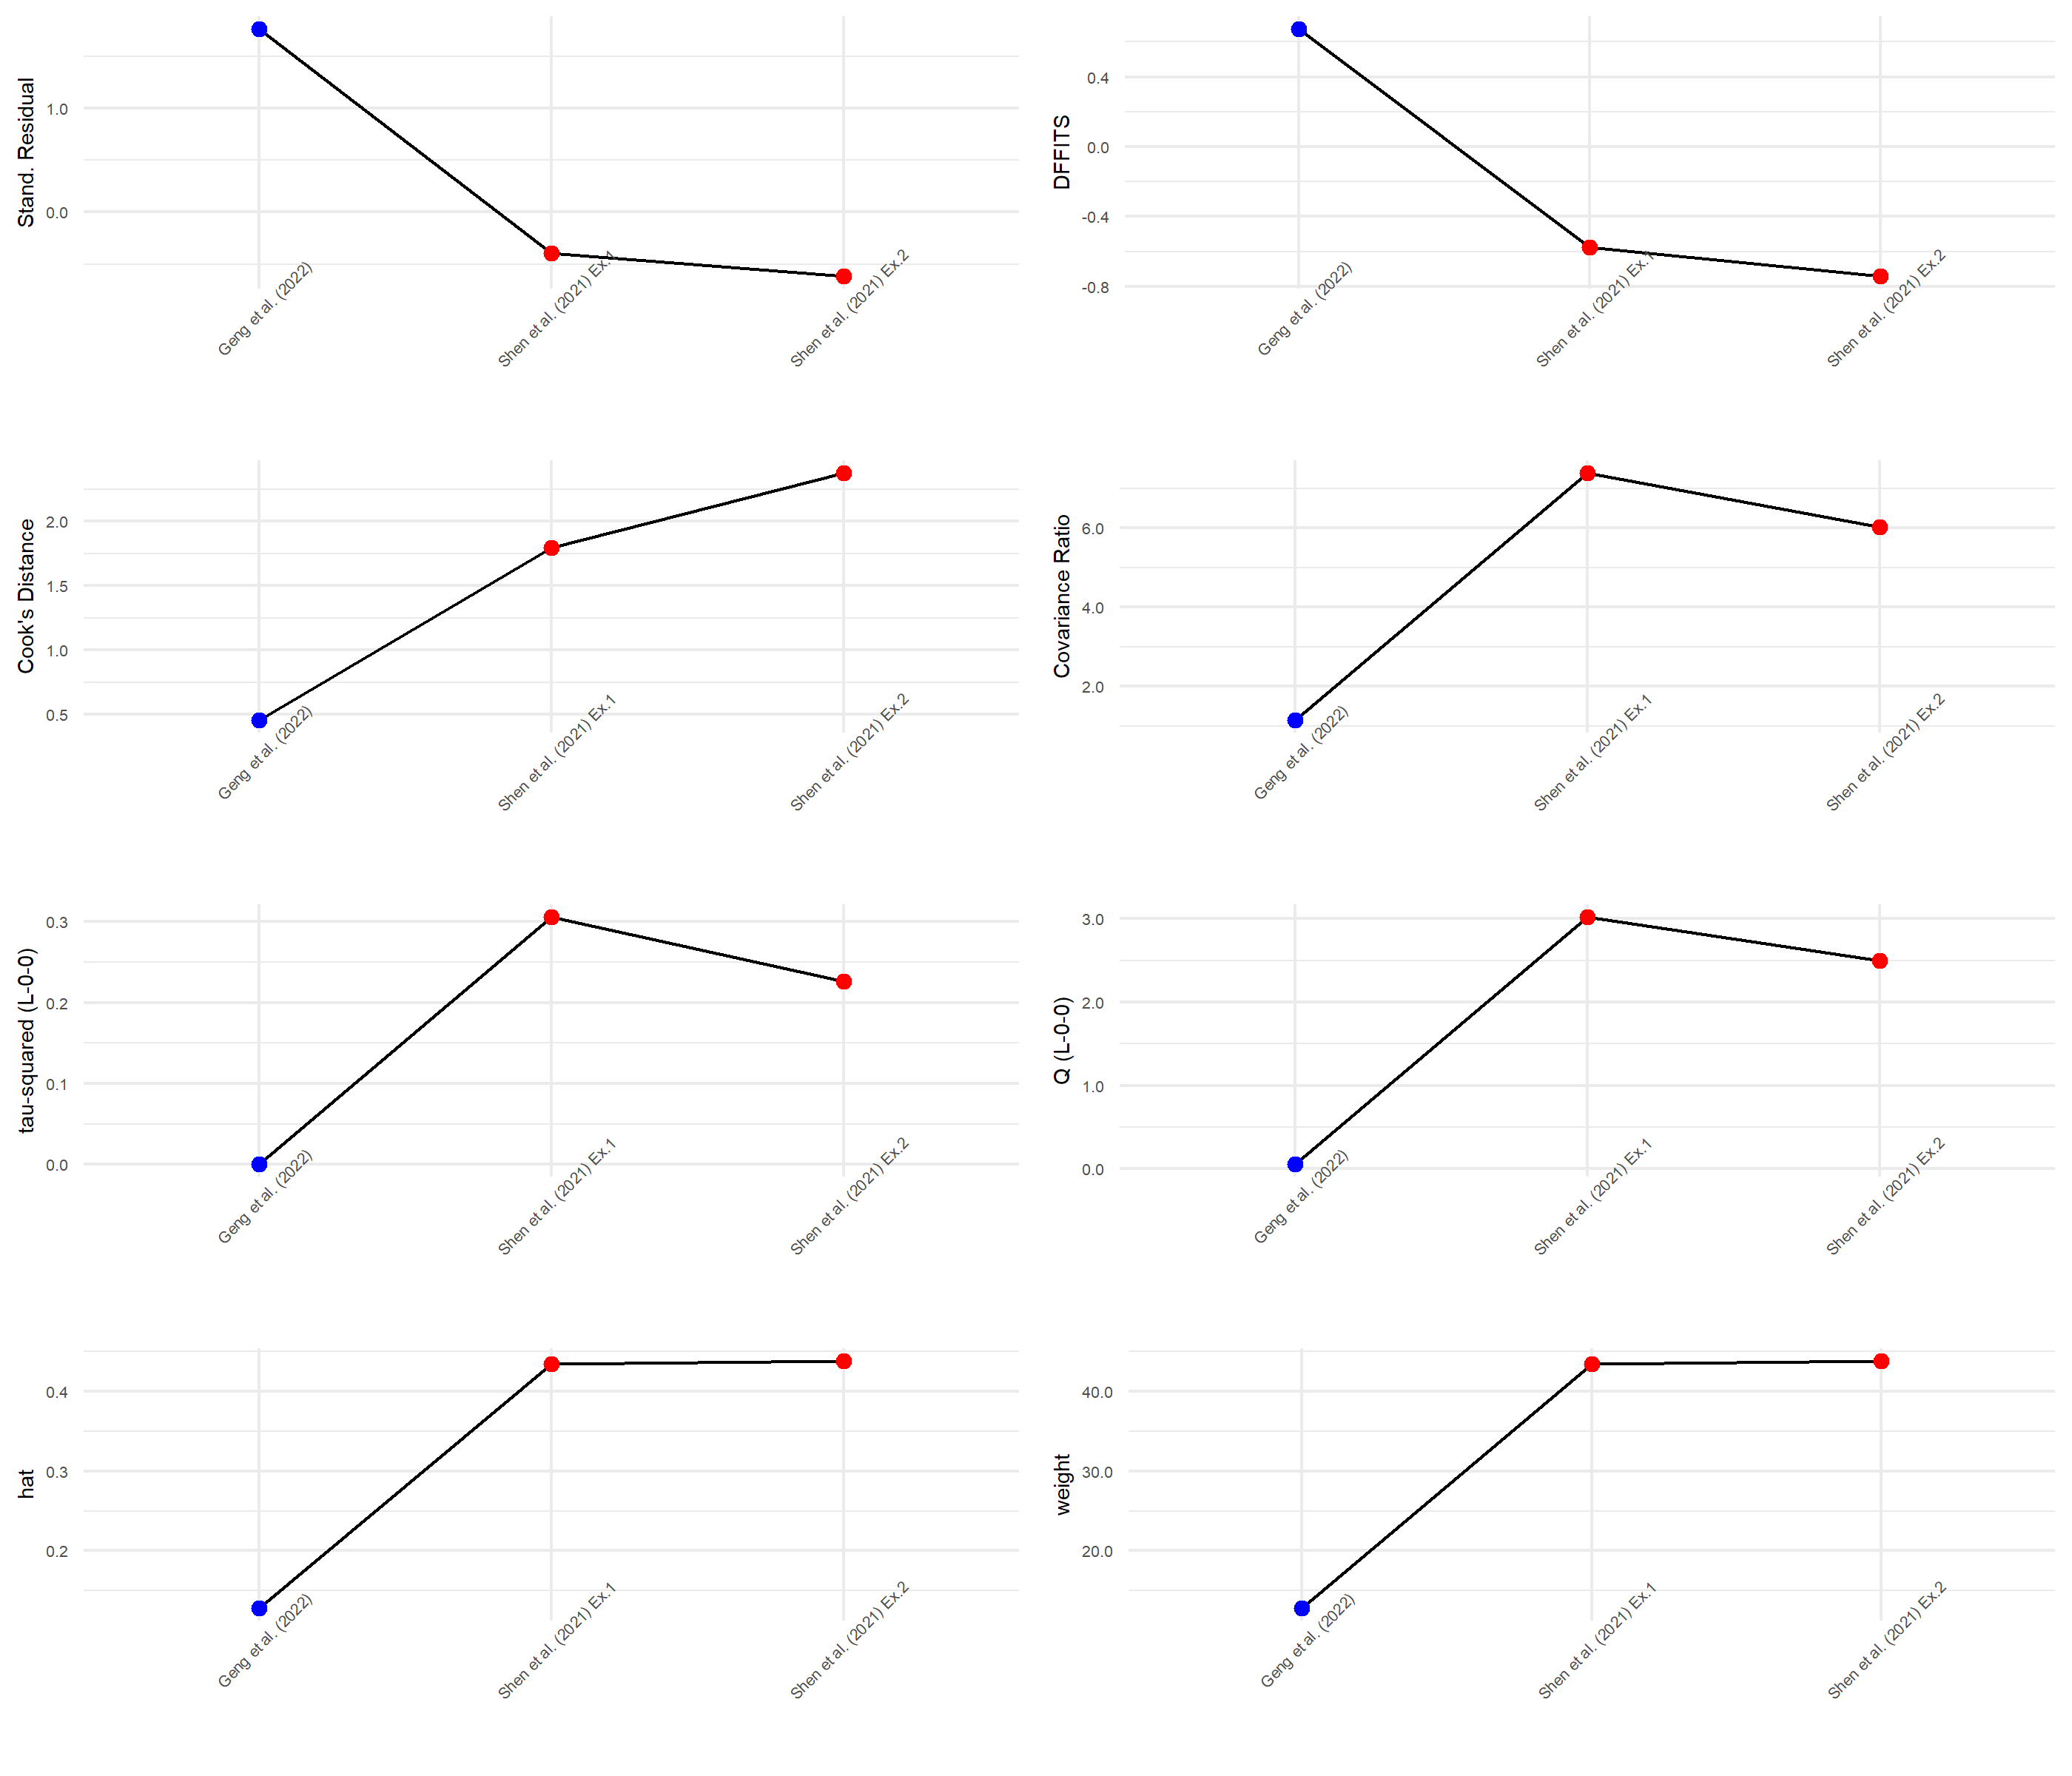 Stand. Residual
1.0
0.0
Geng et al. (2022)
Shen et al. (2021) Ex.1
Shen et al. (2021) Ex.2
DFFITS
0.4
0.0
-0.4
-0.8
Geng et al. (2022)
Shen et al. (2021) Ex.1
Shen et al. (2021) Ex.2
Cook's Distance
2.0
1.5
1.0
0.5
Geng et al. (2022)
Shen et al. (2021) Ex.1
Shen et al. (2021) Ex.2
Covariance Ratio
6.0
4.0
2.0
Geng et al. (2022)
Shen et al. (2021) Ex.1
Shen et al. (2021) Ex.2
tau-squared (L-0-0)
0.3
0.2
0.1
0.0
Geng et al. (2022)
Shen et al. (2021) Ex.1
Shen et al. (2021) Ex.2
Q (L-0-0)
3.0
2.0
1.0
0.0
Geng et al. (2022)
Shen et al. (2021) Ex.1
Shen et al. (2021) Ex.2
hat
0.4
0.3
0.2
Geng et al. (2022)
Shen et al. (2021) Ex.1
Shen et al. (2021) Ex.2
weight
40.0
30.0
20.0
Geng et al. (2022)
Shen et al. (2021) Ex.1
Shen et al. (2021) Ex.2